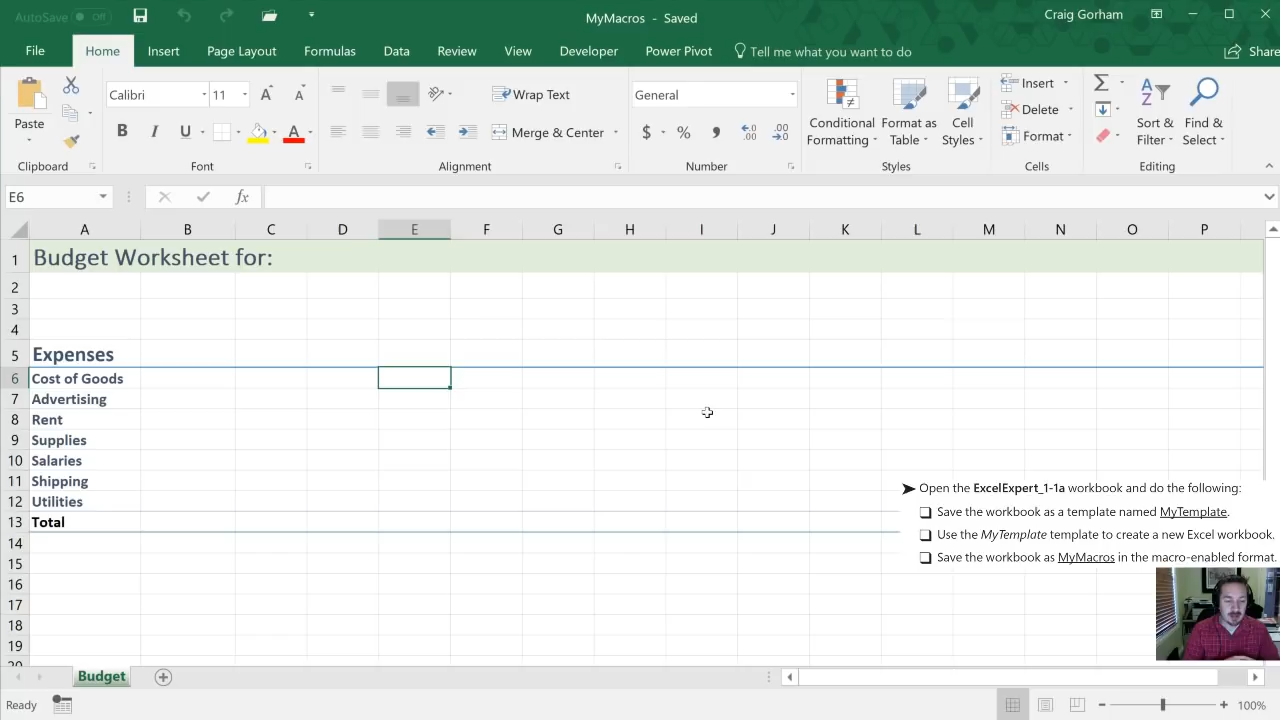 AutoSave Off
MyMacros - Saved
Craig Gorham
File Home Insert Page Layout Formulas Data Review View Developer Power Pivot Tell me what you want to do Share
Calibri 11 Wrap Text General Insert
Paste B I U A Merge & Center $ % Conditional Formatting Format as Table Cell Styles Delete Format Sort & Filter Find & Select
Clipboard Font Alignment Number Styles Cells Editing
E6 fx
A B C D E F G H I J K L M N O P
1 Budget Worksheet for:
2
3
4
5 Expenses
6 Cost of Goods
7 Advertising
8 Rent
9 Supplies
10 Salaries
11 Shipping
12 Utilities
13 Total
14
15
16
17
18
19
20
Open the ExcelExpert_1-1a workbook and do the following:
Save the workbook as a template named MyTemplate.
Use the MyTemplate template to create a new Excel workbook.
Save the workbook as MyMacros in the macro-enabled format.
Budget
Ready 100%